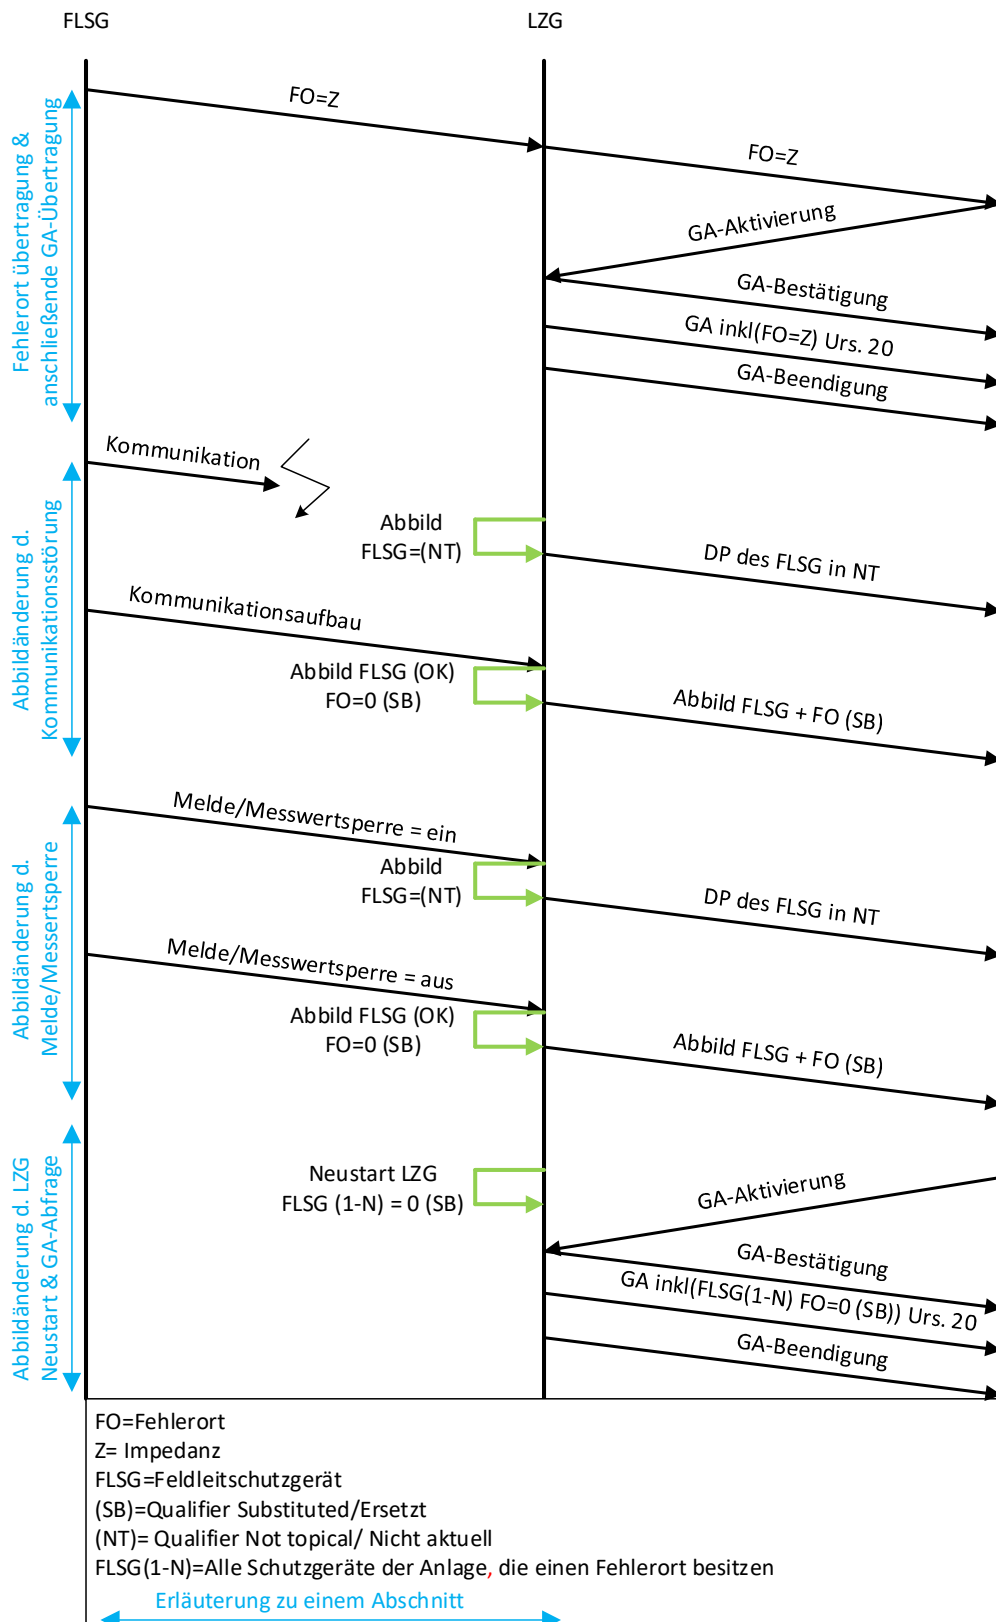 FLSG
LZG
FO=Z
FO=Z
Fehlerort übertragung &
anschließende GA-Übertragung
GA-Aktivierung
GA-Bestätigung
GA inkl(FO=Z) Urs. 20
GA-Beendigung
Kommunikation
Abbildänderung d.
Kommunikationsstörung
Abbild
FLSG=(NT)
DP des FLSG in NT
Kommunikationsaufbau
Abbild FLSG (OK)
FO=0 (SB)
Abbild FLSG + FO (SB)
Melde/Messwertsperre = ein
Abbildänderung d.
Melde/Messertsperre
Abbild
FLSG=(NT)
DP des FLSG in NT
Melde/Messwertsperre = aus
Abbild FLSG (OK)
FO=0 (SB)
Abbild FLSG + FO (SB)
Abbildänderung d. LZG
Neustart & GA-Abfrage
Neustart LZG
FLSG (1-N) = 0 (SB)
GA-Aktivierung
GA-Bestätigung
GA inkl(FLSG(1-N) FO=0 (SB)) Urs. 20
GA-Beendigung
FO=Fehlerort
Z= Impedanz
FLSG=Feldleitschutzgerät
(SB)=Qualifier Substituted/Ersetzt
(NT)= Qualifier Not topical/ Nicht aktuell
FLSG(1-N)=Alle Schutzgeräte der Anlage, die einen Fehlerort besitzen
Erläuterung zu einem Abschnitt